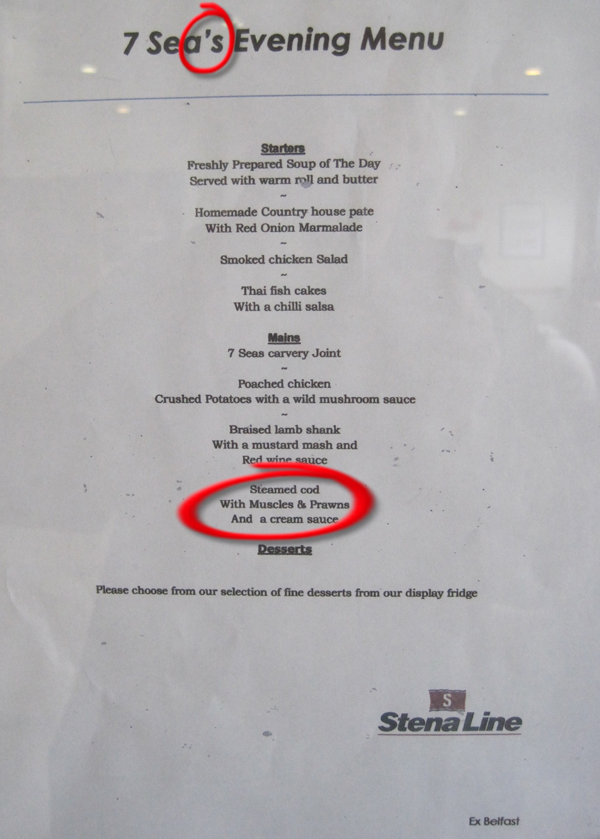 7 Sea's Evening Menu
Starters
Freshly Prepared Soup of The Day
Served with warm roll and butter
~
Homemade Country house pate
With Red Onion Marmalade
~
Smoked chicken Salad
~
Thai fish cakes
With a chilli salsa
Mains
7 Seas carvery Joint
~
Poached chicken
Crushed Potatoes with a wild mushroom sauce
~
Braised lamb shank
With a mustard mash and
Red wine sauce
Steamed cod
With Muscles & Prawns
And a cream sauce
Desserts
Please choose from our selection of fine desserts from our display fridge
S
Stena Line
Ex Belfast